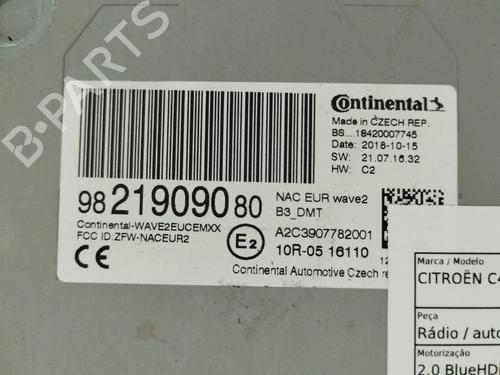 Continental
Made in CZECH REP.
BS....18420007745
Date: 2018-10-15
SW: 21.07.16.32
HW: C2
98 219090 80
NAC EUR wave2
B3_DMT
Continental-WAVE2EUCEMXX
FCC ID:ZFW-NACEUR2
E2
A2C3907782001
10R-05 16110
CE
12
Continental Automotive Czech re
Marca / Modelo
CITROËN C4
Peça
Rádio / auto
Motorização
2.0 BlueHD